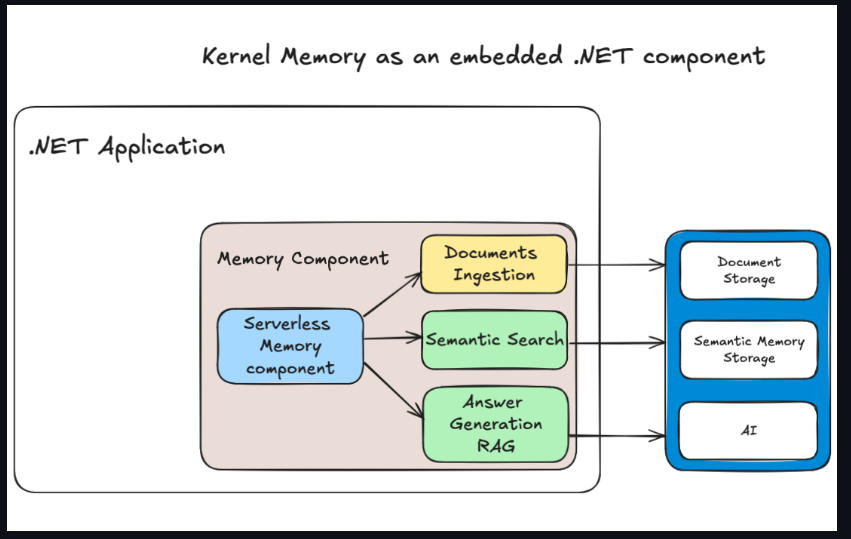 Kernel Memory as an embedded .NET component
.NET Application
Memory Component
Documents
Ingestion
Serverless
Memory
component
Semantic Search
Answer
Generation
RAG
Document
Storage
Semantic Memory
Storage
AI